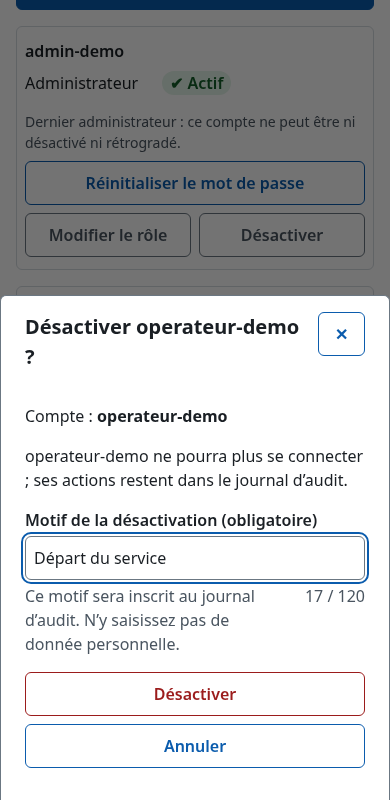 admin-demo
Administrateur ✔ Actif
Dernier administrateur : ce compte ne peut être ni
désactivé ni rétrogradé.
Réinitialiser le mot de passe
Modifier le rôle Désactiver
Désactiver operateur-demo
?
×
Compte : operateur-demo
operateur-demo ne pourra plus se connecter
; ses actions restent dans le journal d’audit.
Motif de la désactivation (obligatoire)
Départ du service
Ce motif sera inscrit au journal 17 / 120
d’audit. N’y saisissez pas de
donnée personnelle.
Désactiver
Annuler